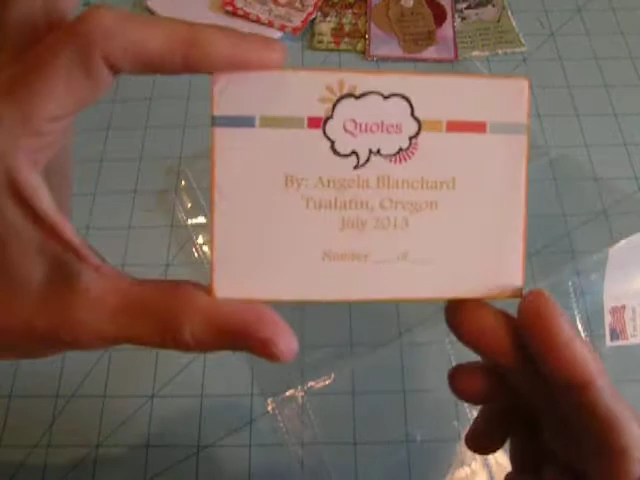 Quotes
By: Angela Blanchard
Tualatin, Oregon
July 2013
Number ___ of ___